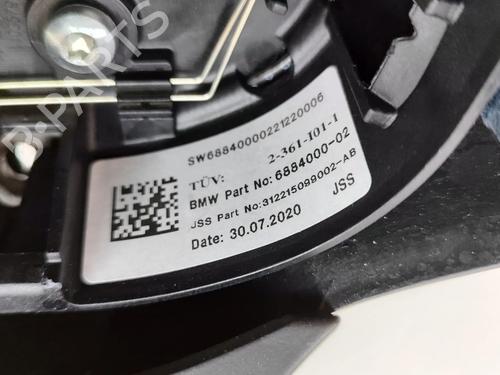 SW68840000221220006
TÜV: 2-361-101-1
BMW Part No: 6884000-02
JSS Part No:312215099002-AB
Date: 30.07.2020 JSS
B-PARTS